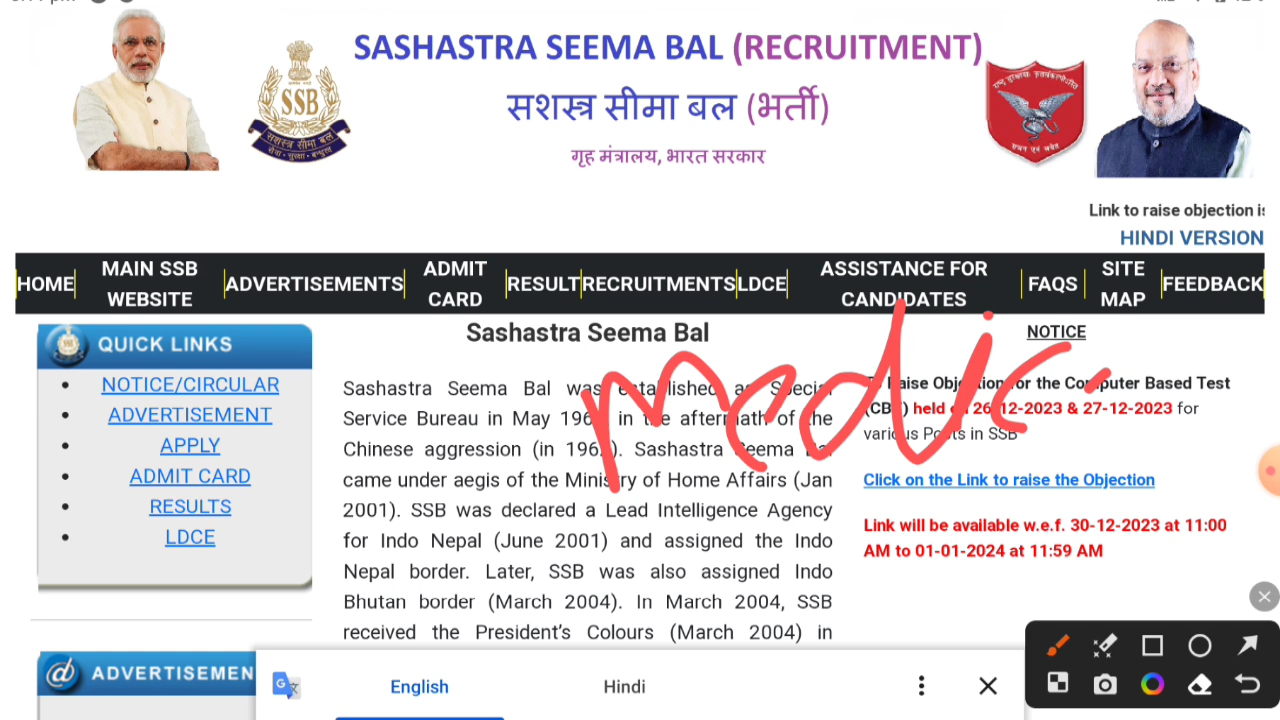 SASHASTRA SEEMA BAL (RECRUITMENT)
सशस्त्र सीमा बल (भर्ती)
गृह मंत्रालय, भारत सरकार
SSB
सशस्त्र सीमा बल
सेवा • सुरक्षा • बन्धुत्व
Link to raise objection is
HINDI VERSION
HOME
MAIN SSB
WEBSITE
ADVERTISEMENTS
ADMIT
CARD
RESULT
RECRUITMENTS
LDCE
ASSISTANCE FOR
CANDIDATES
FAQS
SITE
MAP
FEEDBACK
QUICK LINKS
• NOTICE/CIRCULAR
• ADVERTISEMENT
• APPLY
• ADMIT CARD
• RESULTS
• LDCE
@ ADVERTISEMEN
Sashastra Seema Bal
Sashastra Seema Bal was established as Special
Service Bureau in May 196 in the aftermath of the
Chinese aggression (in 196 ). Sashastra Seema Bal
came under aegis of the Ministry of Home Affairs (Jan
2001). SSB was declared a Lead Intelligence Agency
for Indo Nepal (June 2001) and assigned the Indo
Nepal border. Later, SSB was also assigned Indo
Bhutan border (March 2004). In March 2004, SSB
received the President's Colours (March 2004) in
medic
NOTICE
To Raise Objection for the Computer Based Test
(CBT) held on 26-12-2023 & 27-12-2023 for
various Posts in SSB
Click on the Link to raise the Objection
Link will be available w.e.f. 30-12-2023 at 11:00
AM to 01-01-2024 at 11:59 AM
English
Hindi